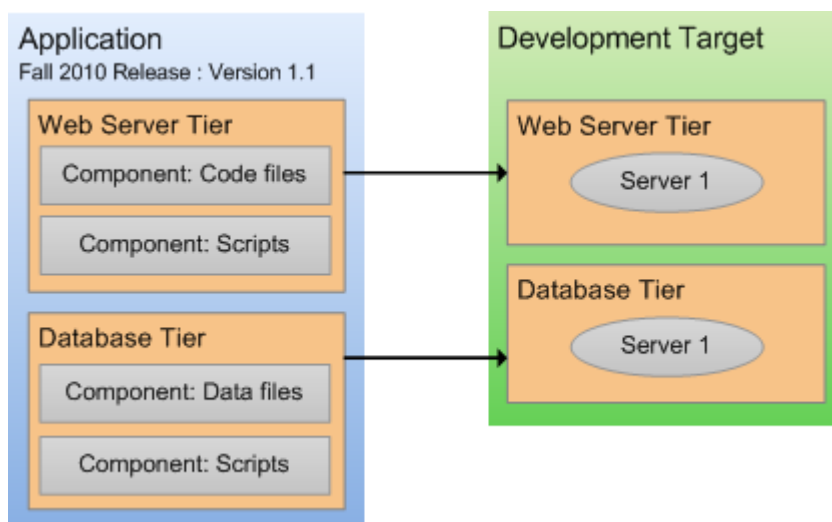 Application
Fall 2010 Release : Version 1.1
Web Server Tier
Component: Code files
Component: Scripts
Database Tier
Component: Data files
Component: Scripts
Development Target
Web Server Tier
Server 1
Database Tier
Server 1